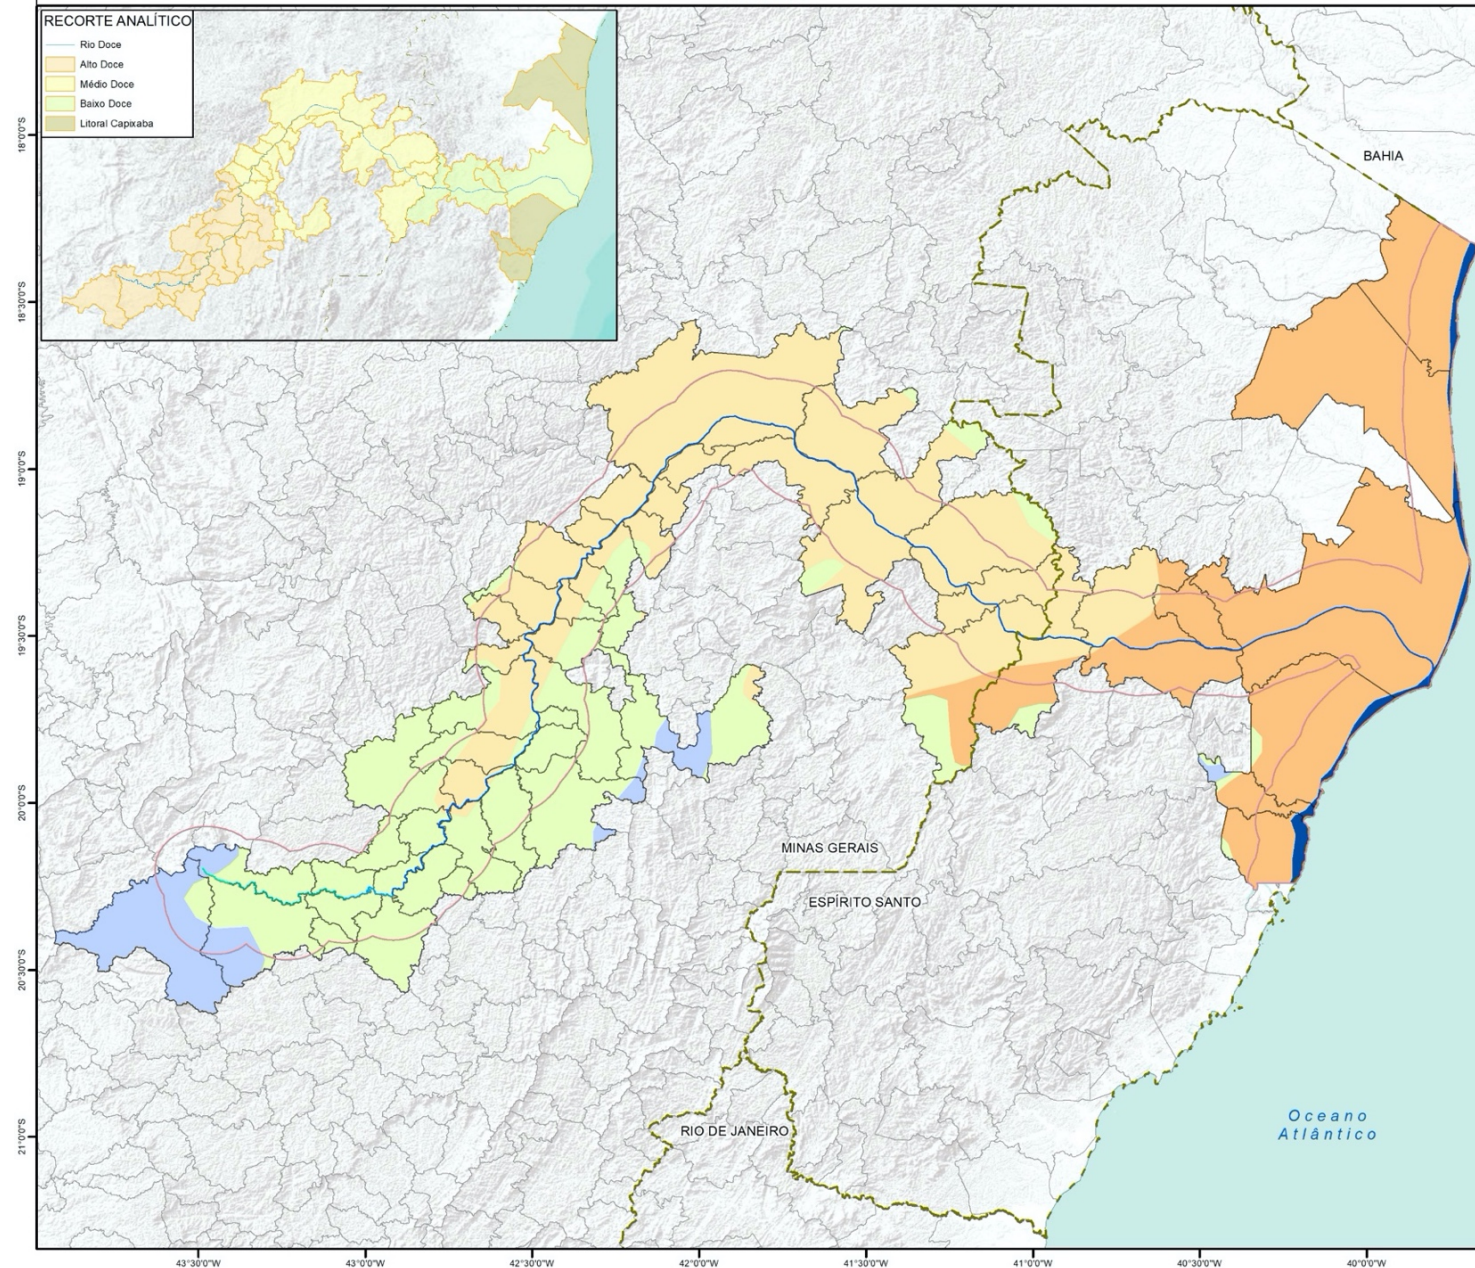 RECORTE ANALÍTICO
Rio Doce
Alto Doce
Médio Doce
Baixo Doce
Litoral Capixaba
BAHIA
MINAS GERAIS
ESPÍRITO SANTO
RIO DE JANEIRO
Oceano
Atlântico
18°0'0"S
18°30'0"S
19°0'0"S
19°30'0"S
20°0'0"S
20°30'0"S
21°0'0"S
43°30'0"W
43°0'0"W
42°30'0"W
42°0'0"W
41°30'0"W
41°0'0"W
40°30'0"W
40°0'0"W